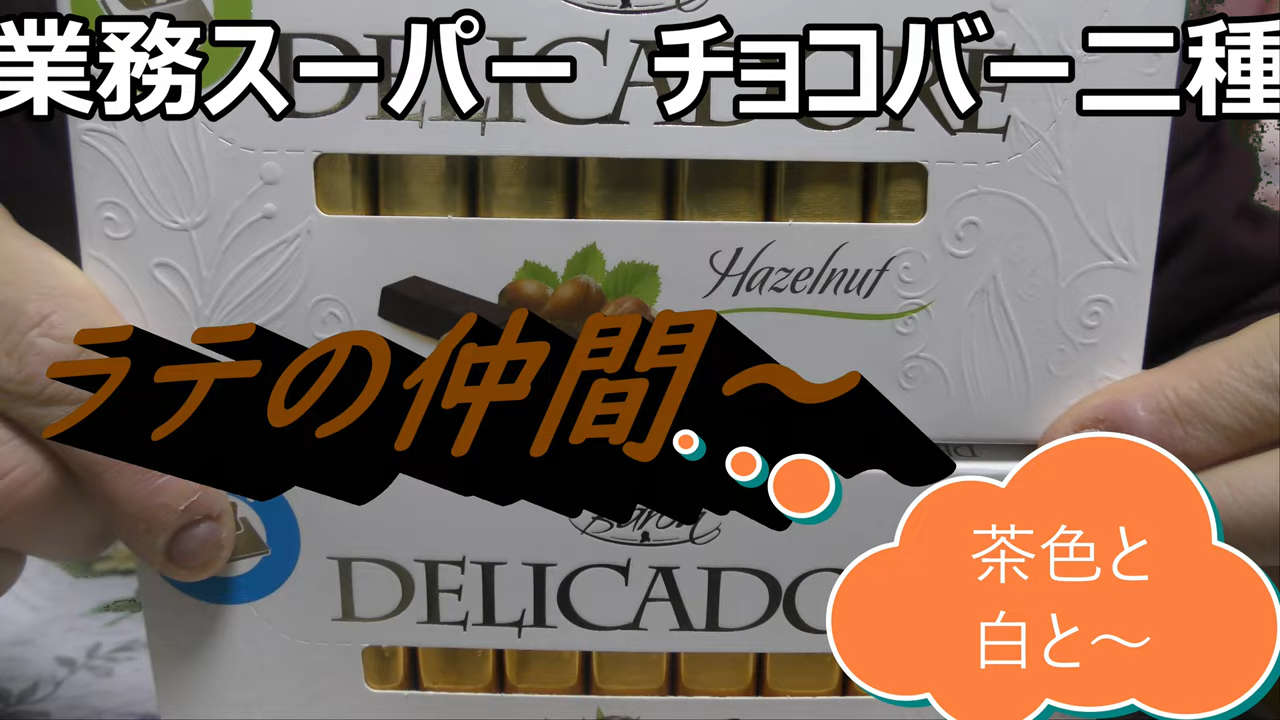 業務スーパー チョコバー二種
DELICADORE
Hazelnut
ラテの仲間～
Baron
DELICADO
茶色と
白と～